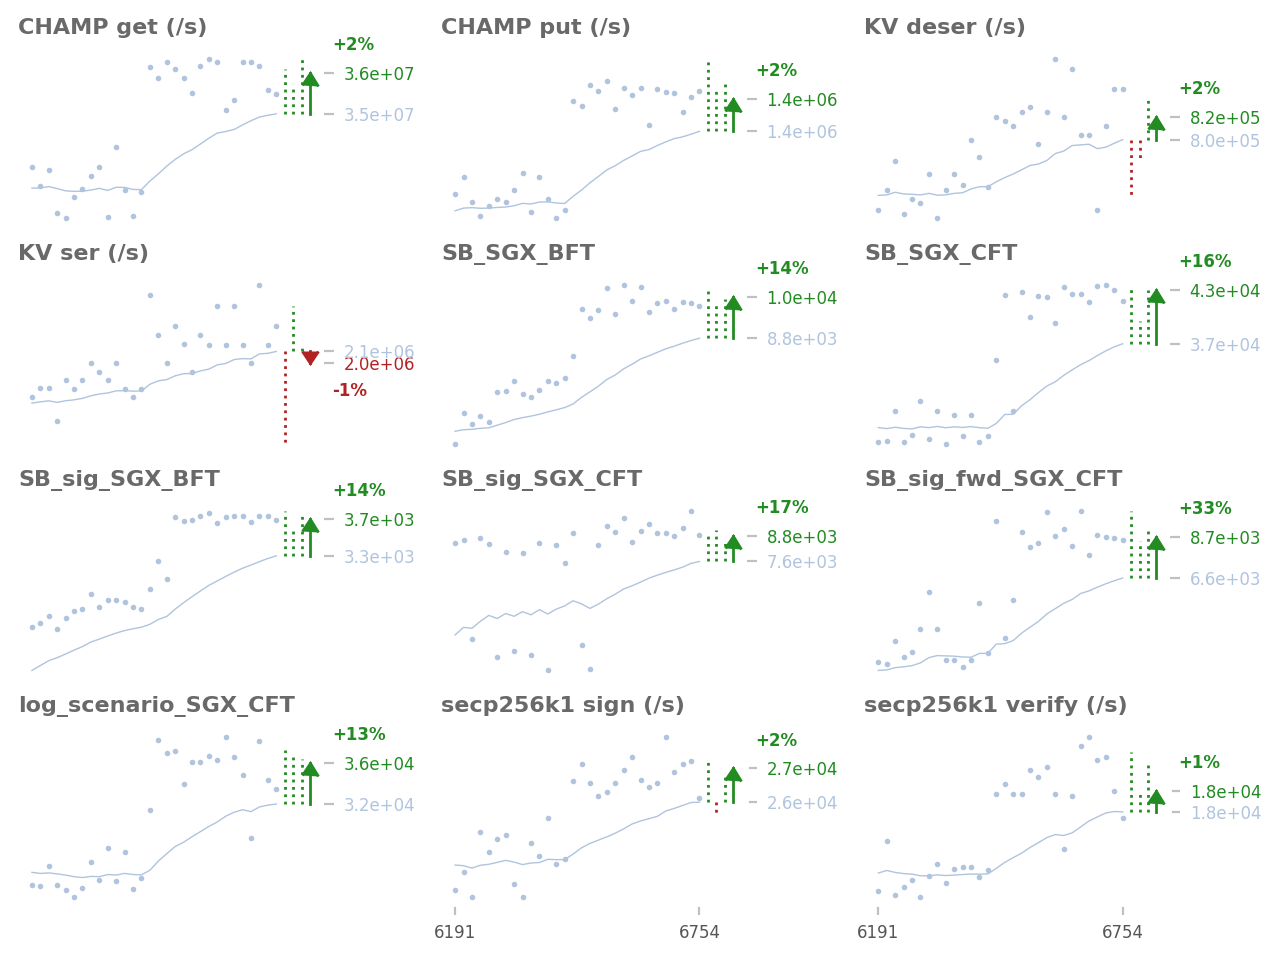 CHAMP get (/s)
+2%
3.6e+07
3.5e+07
CHAMP put (/s)
+2%
1.4e+06
1.4e+06
KV deser (/s)
+2%
8.2e+05
8.0e+05
KV ser (/s)
2.1e+06
2.0e+06
-1%
SB_SGX_BFT
+14%
1.0e+04
8.8e+03
SB_SGX_CFT
+16%
4.3e+04
3.7e+04
SB_sig_SGX_BFT
+14%
3.7e+03
3.3e+03
SB_sig_SGX_CFT
+17%
8.8e+03
7.6e+03
SB_sig_fwd_SGX_CFT
+33%
8.7e+03
6.6e+03
log_scenario_SGX_CFT
+13%
3.6e+04
3.2e+04
secp256k1 sign (/s)
+2%
2.7e+04
2.6e+04
6191 6754
secp256k1 verify (/s)
+1%
1.8e+04
1.8e+04
6191 6754